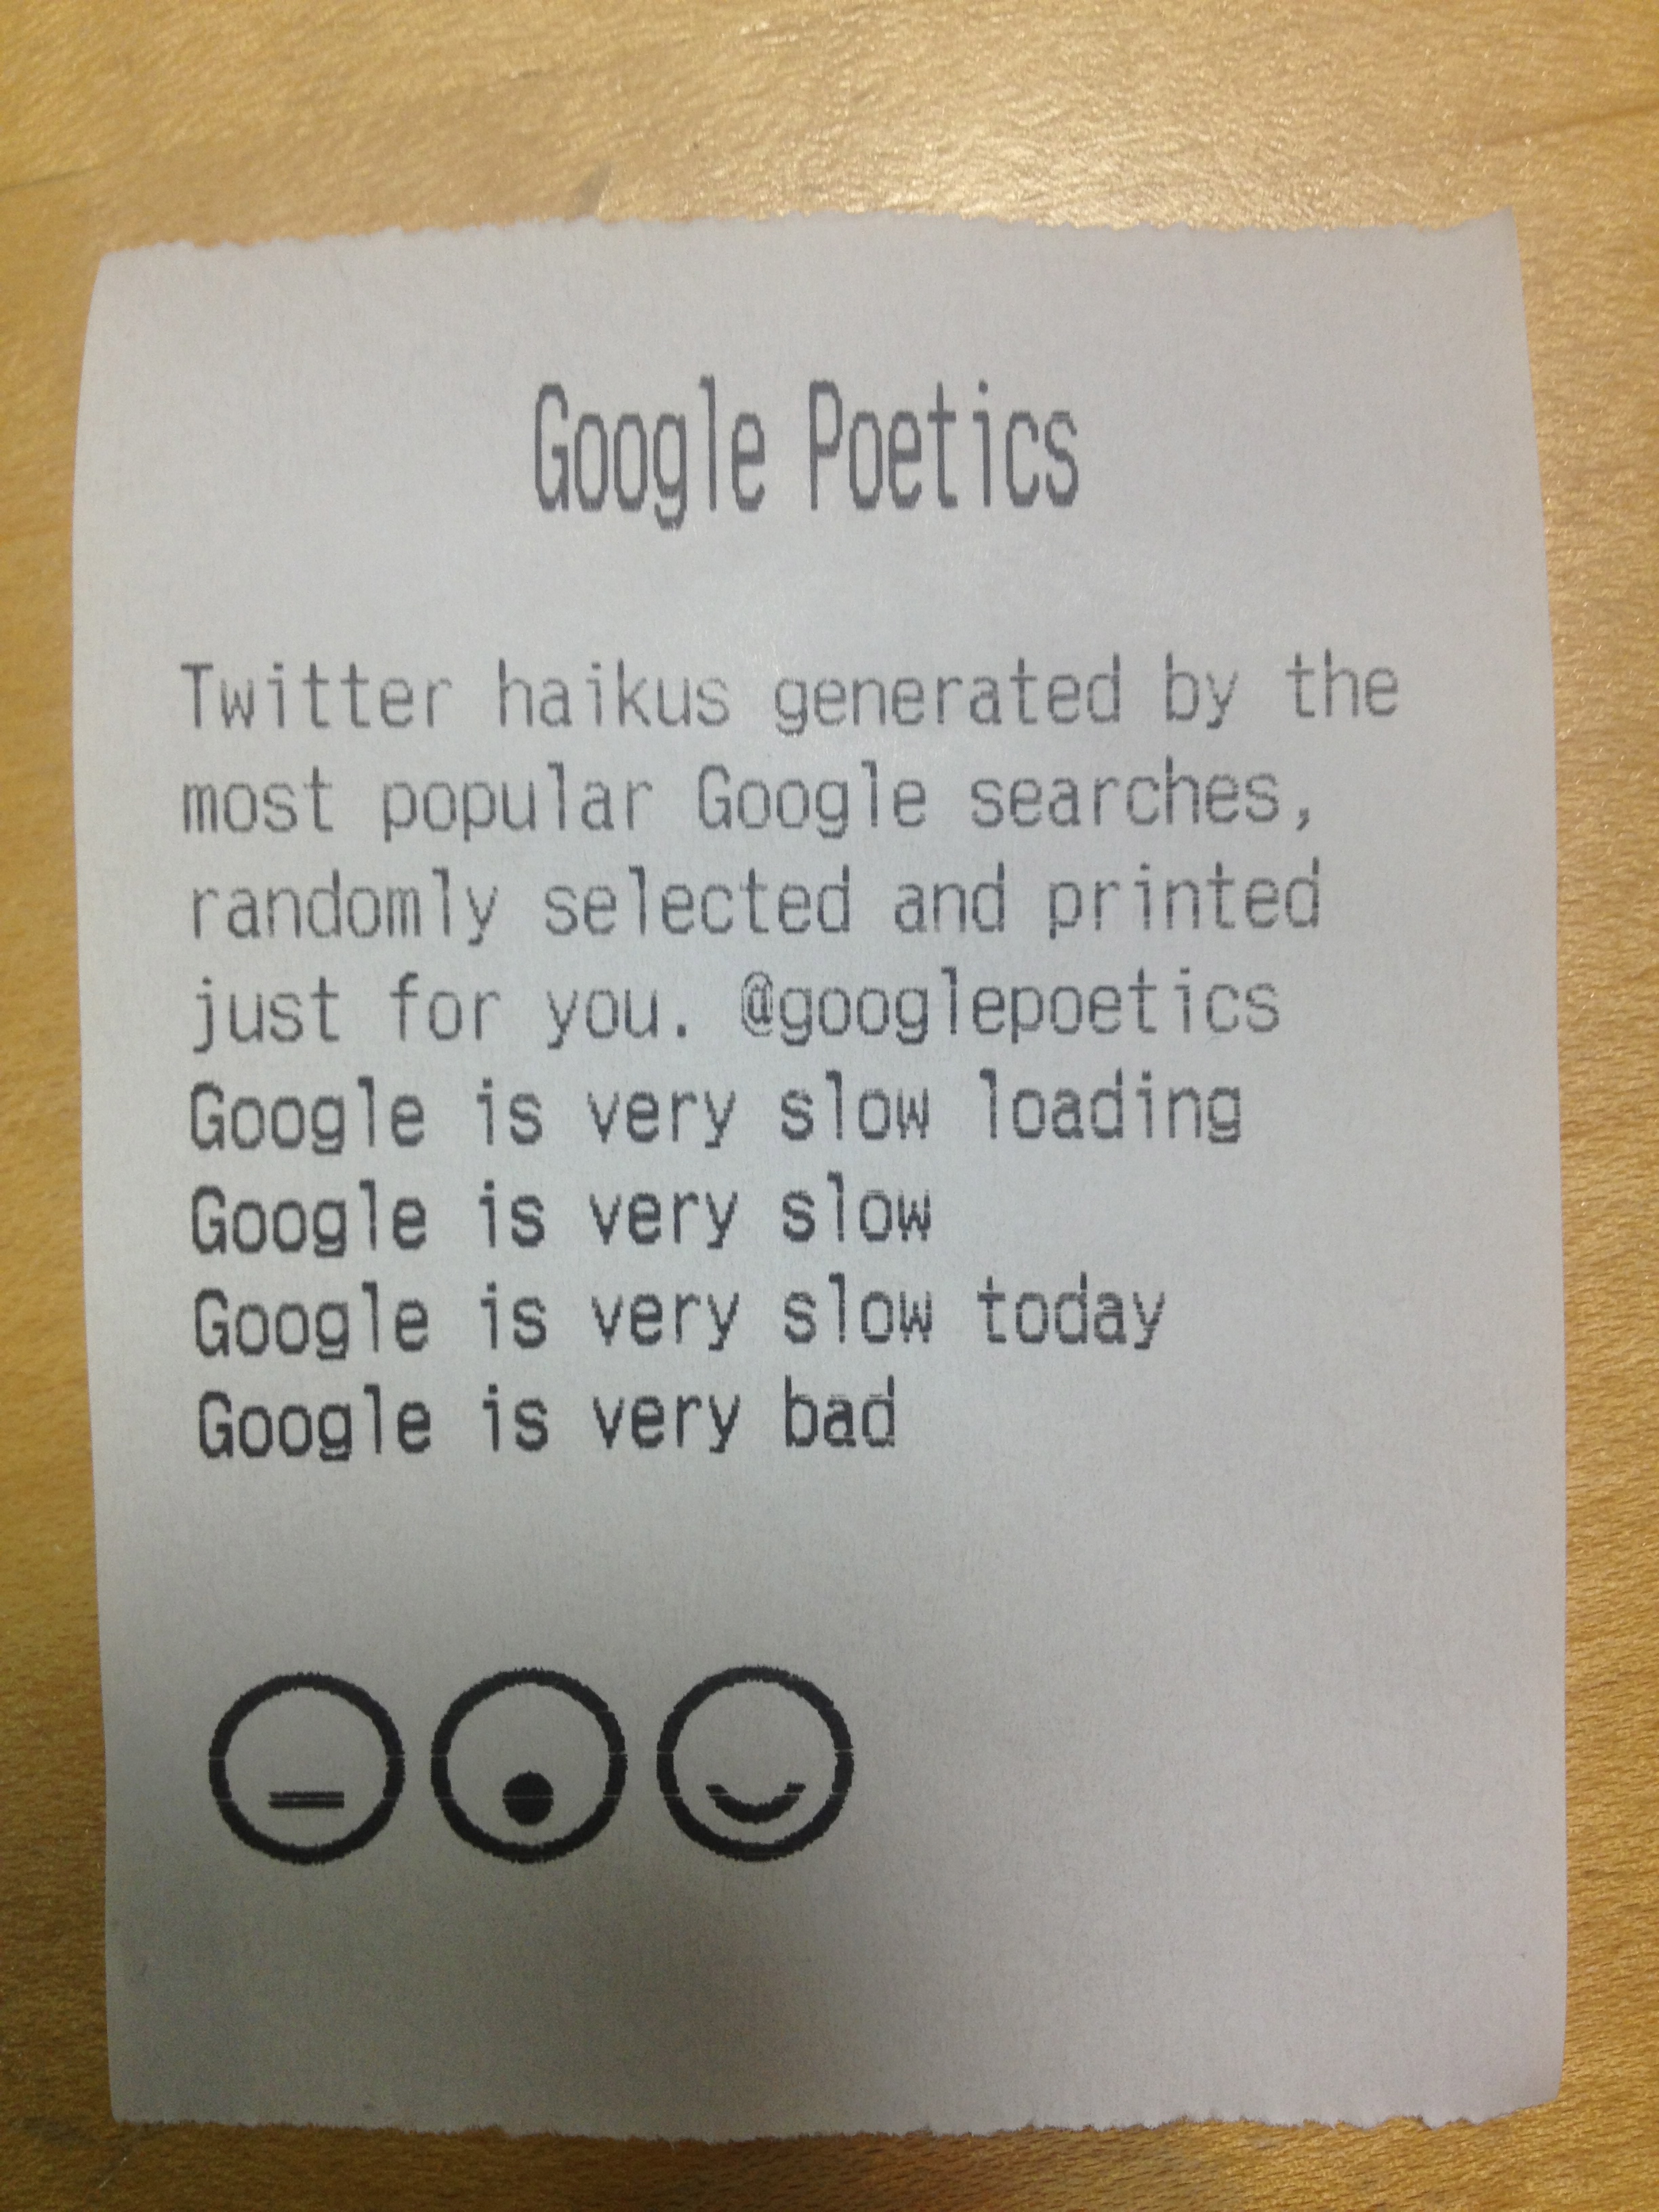 Google Poetics
Twitter haikus generated by the
most popular Google searches,
randomly selected and printed
just for you. @googlepoetics
Google is very slow loading
Google is very slow
Google is very slow today
Google is very bad